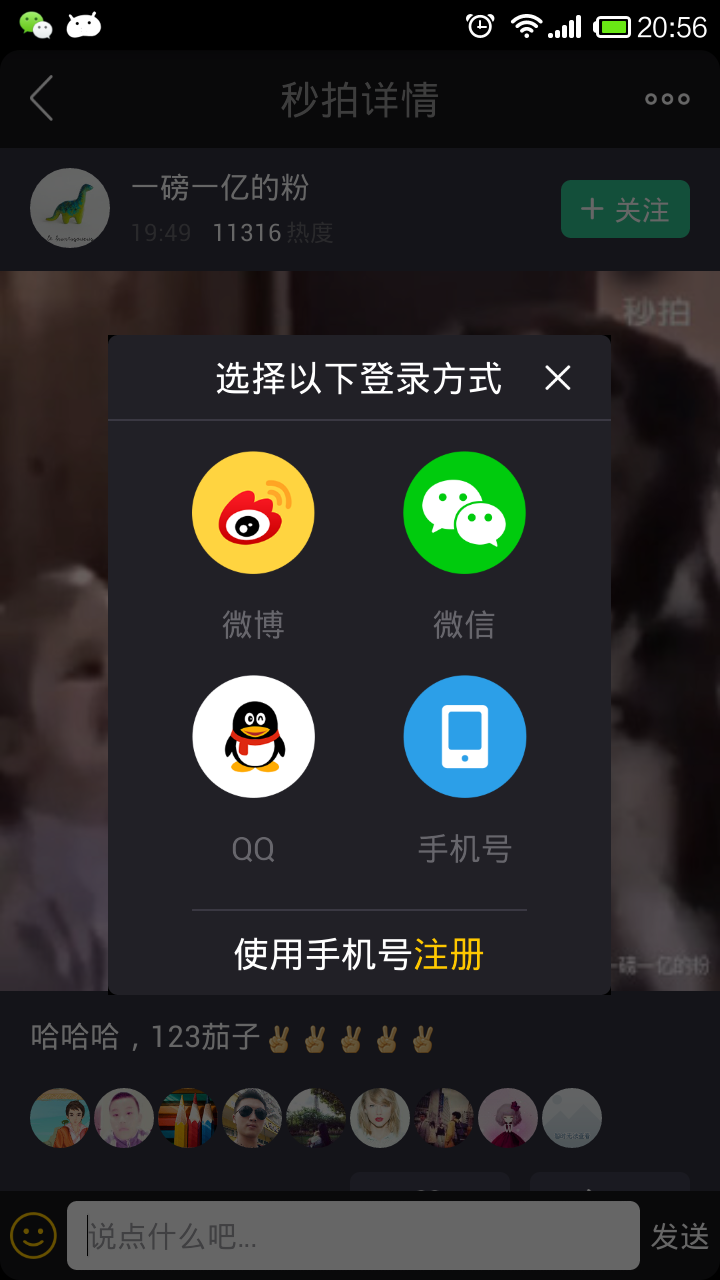 20:56
秒拍详情
一磅一亿的粉
19:49 11316 热度
+ 关注
秒拍
选择以下登录方式
微博 微信
QQ 手机号
使用手机号注册
一磅一亿的粉
哈哈哈，123茄子✌✌✌✌✌
说点什么吧...
发送